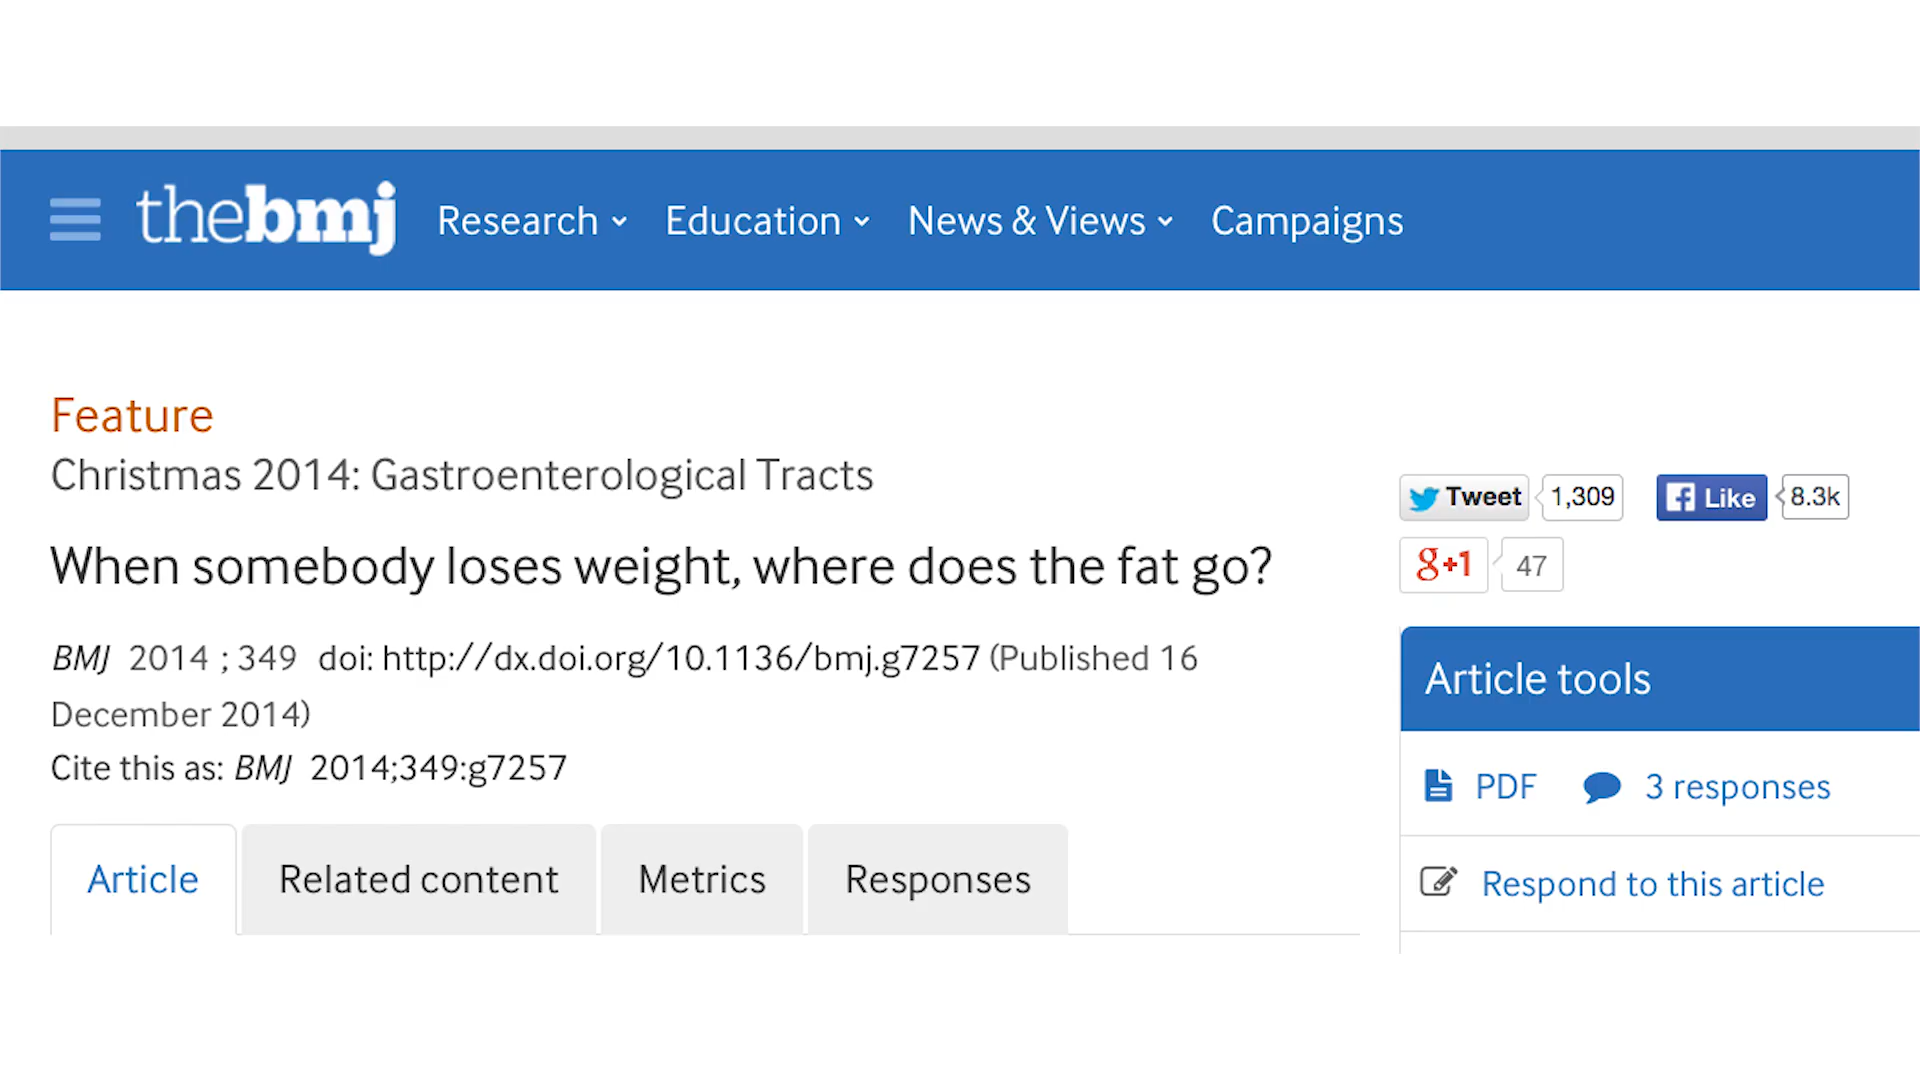 thebmj Research Education News & Views Campaigns
Feature
Christmas 2014: Gastroenterological Tracts
When somebody loses weight, where does the fat go?
BMJ 2014 ; 349 doi: http://dx.doi.org/10.1136/bmj.g7257 (Published 16
December 2014)
Cite this as: BMJ 2014;349:g7257
Article Related content Metrics Responses
Tweet 1,309 Like 8.3k
g+1 47
Article tools
PDF 3 responses
Respond to this article